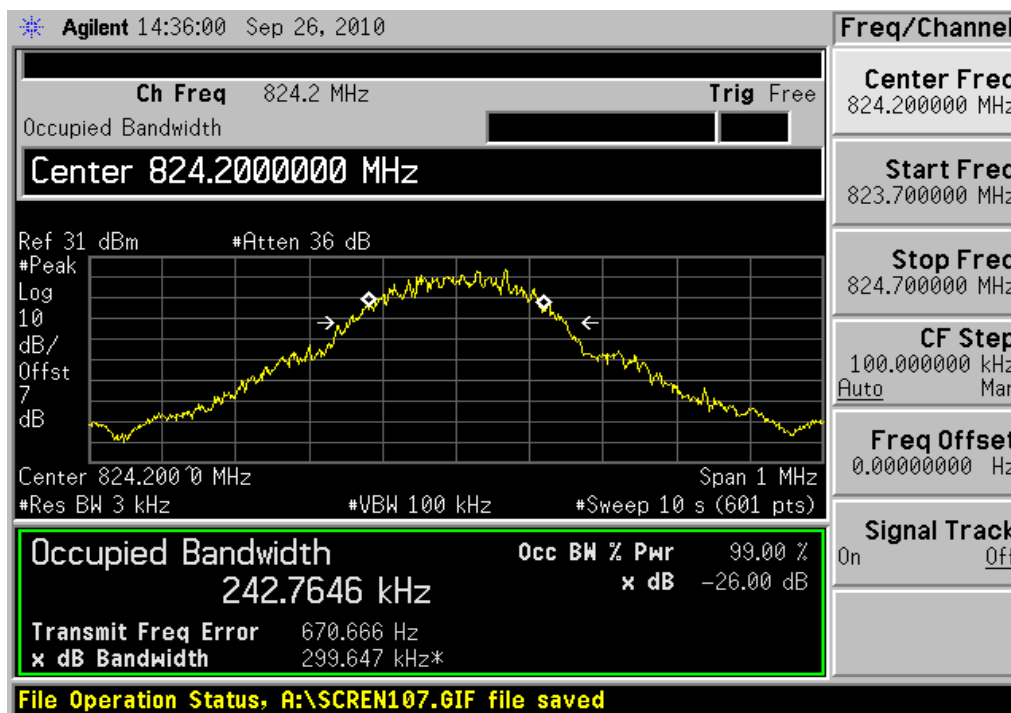 Agilent 14:36:00 Sep 26, 2010
Freq/Channel
Ch Freq 824.2 MHz Trig Free
Occupied Bandwidth
Center 824.2000000 MHz
Center Freq
824.200000 MHz
Start Freq
823.700000 MHz
Stop Freq
824.700000 MHz
CF Step
100.000000 kHz
Auto Man
Freq Offset
0.00000000 Hz
Signal Track
On Off
Ref 31 dBm #Atten 36 dB
#Peak
Log
10
dB/
Offst
7
dB
Center 824.200 0 MHz Span 1 MHz
#Res BW 3 kHz #VBW 100 kHz #Sweep 10 s (601 pts)
Occupied Bandwidth
242.7646 kHz
Occ BW % Pwr 99.00 %
x dB -26.00 dB
Transmit Freq Error 670.666 Hz
x dB Bandwidth 299.647 kHz*
File Operation Status, A:\SCREN107.GIF file saved